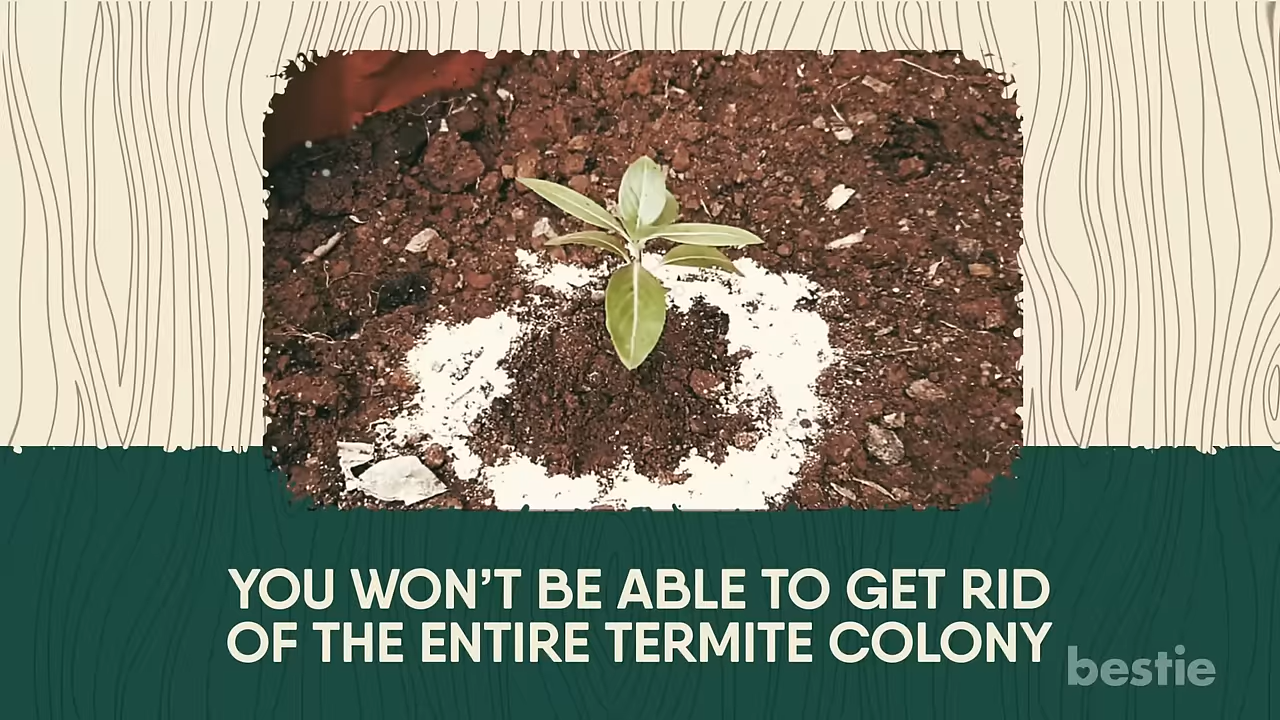 YOU WON'T BE ABLE TO GET RID
OF THE ENTIRE TERMITE COLONY
bestie